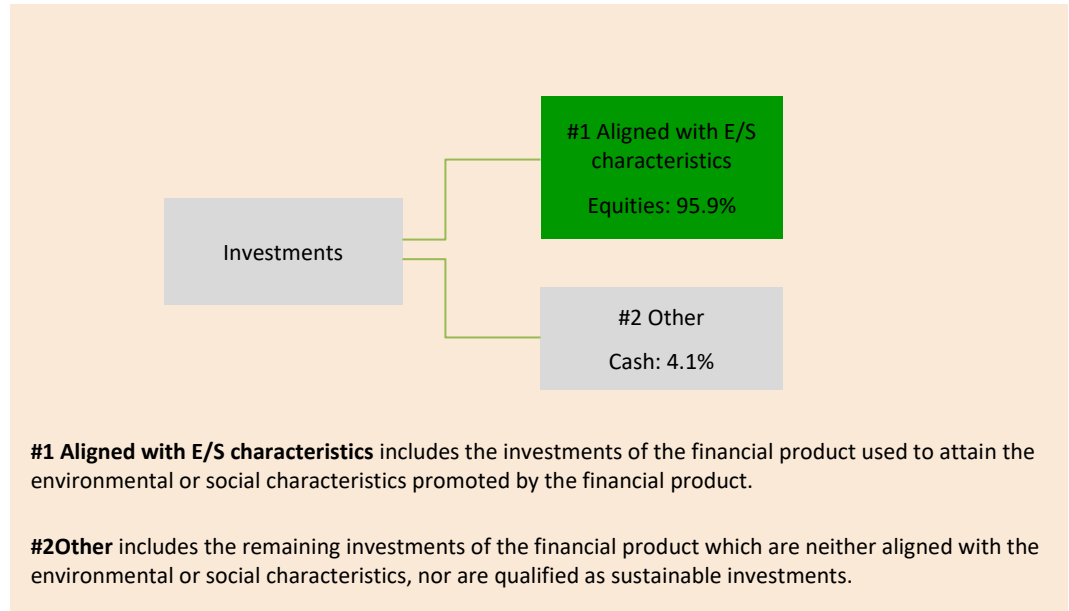 #1 Aligned with E/S
characteristics
Equities: 95.9%
Investments
#2 Other
Cash: 4.1%
#1 Aligned with E/S characteristics includes the investments of the financial product used to attain the
environmental or social characteristics promoted by the financial product.
#2Other includes the remaining investments of the financial product which are neither aligned with the
environmental or social characteristics, nor are qualified as sustainable investments.